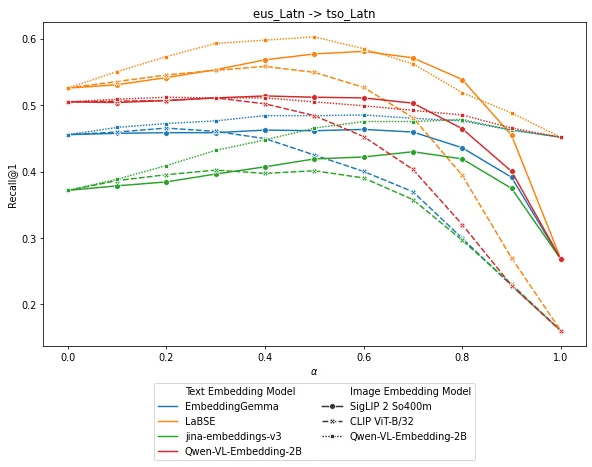 eus_Latn -> tso_Latn
0.6
0.5
0.4
0.3
0.2
Recall@1
0.0 0.2 0.4 0.6 0.8 1.0
α
Text Embedding Model Image Embedding Model
EmbeddingGemma SigLIP 2 So400m
LaBSE CLIP ViT-B/32
jina-embeddings-v3 Qwen-VL-Embedding-2B
Qwen-VL-Embedding-2B